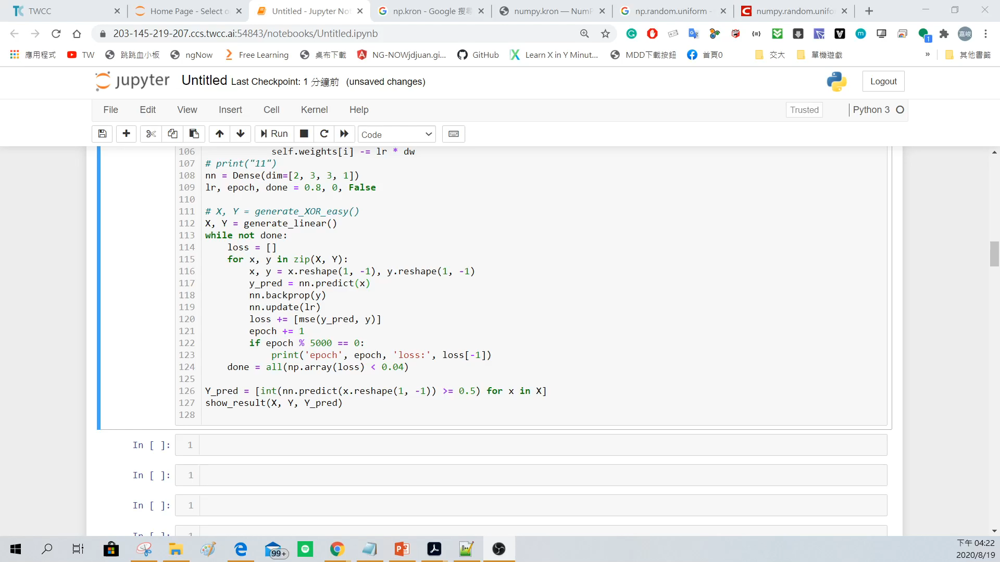 TWCC
Home Page - Select o
Untitled - Jupyter Not
np.kron - Google 搜尋
numpy.kron — NumP
np.random.uniform -
numpy.random.unifo
203-145-219-207.ccs.twcc.ai:54843/notebooks/Untitled.ipynb
應用程式
TW
跳跳血小板
ngNow
Free Learning
桌布下載
NG-NOWjdjuan.gi...
GitHub
Learn X in Y Minut...
MDD下載按鈕
首頁0
交大
單機遊戲
»
其他書籤
jupyter Untitled Last Checkpoint: 1 分鐘前 (unsaved changes)
Logout
File Edit View Insert Cell Kernel Help
Trusted
Python 3
Run
Code
106 self.weights[i] -= lr * dw
107 # print("11")
108 nn = Dense(dim=[2, 3, 3, 1])
109 lr, epoch, done = 0.8, 0, False
110
111 # X, Y = generate_XOR_easy()
112 X, Y = generate_linear()
113 while not done:
114     loss = []
115     for x, y in zip(X, Y):
116         x, y = x.reshape(1, -1), y.reshape(1, -1)
117         y_pred = nn.predict(x)
118         nn.backprop(y)
119         nn.update(lr)
120         loss += [mse(y_pred, y)]
121         epoch += 1
122         if epoch % 5000 == 0:
123             print('epoch', epoch, 'loss:', loss[-1])
124     done = all(np.array(loss) < 0.04)
125
126 Y_pred = [int(nn.predict(x.reshape(1, -1)) >= 0.5) for x in X]
127 show_result(X, Y, Y_pred)
128
In [ ]: 1
In [ ]: 1
In [ ]: 1
In [ ]: 1
99+
下午 04:22
2020/8/19